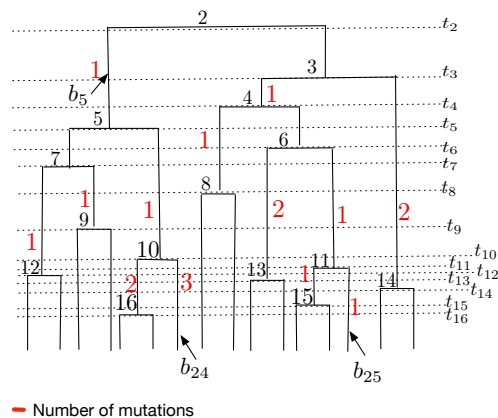 2
t₂
1
3
t₃
b₅
4
1
t₄
5
t₅
1
6
t₆
7
t₇
8
t₈
1
1
2
1
2
9
t₉
1
10
t₁₀
12
11
t₁₁
t₁₂
2
3
13
1
14
t₁₃
t₁₄
16
15
1
t₁₅
t₁₆
b₂₄
b₂₅
Number of mutations